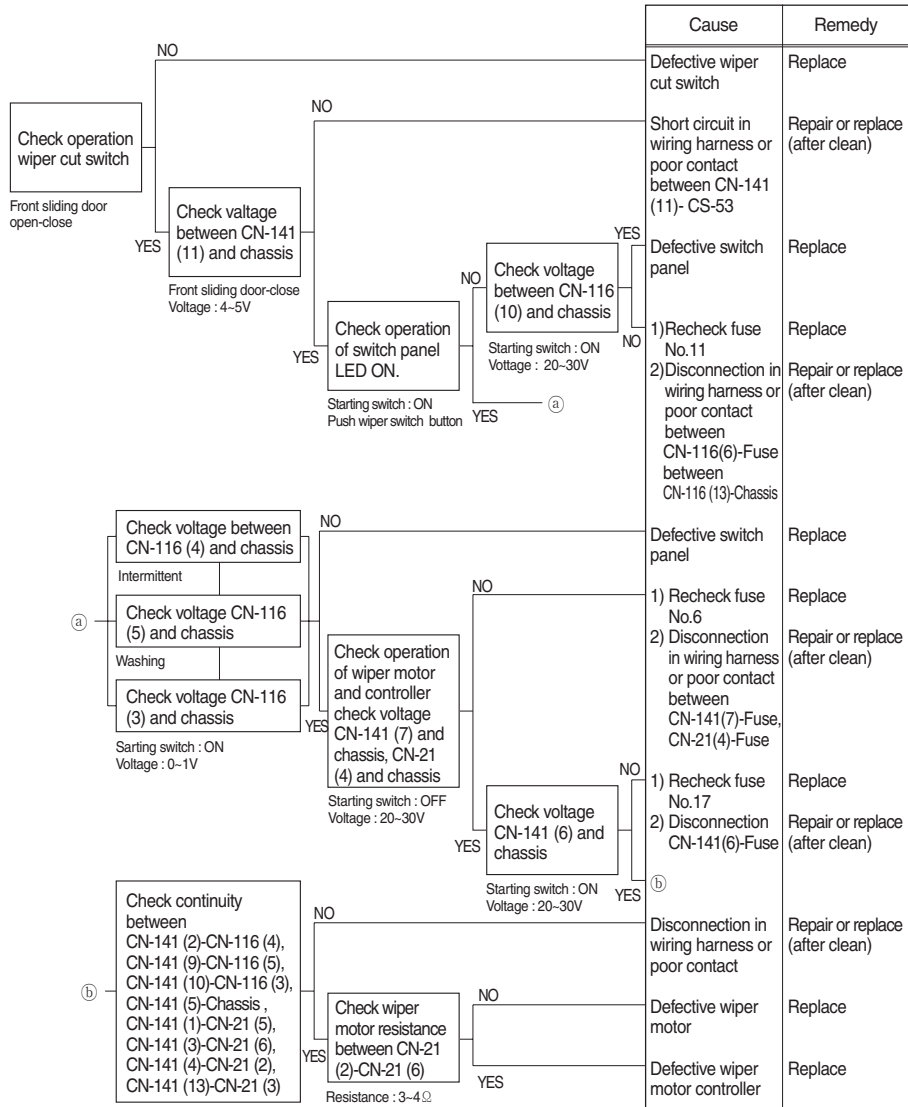 Cause
Remedy
NO
Defective wiper
cut switch
Replace
Check operation
wiper cut switch
Front sliding door
open-close
NO
Short circuit in
wiring harness or
poor contact
between CN-141
(11)- CS-53
Repair or replace
(after clean)
YES
Check valtage
between CN-141
(11) and chassis
Front sliding door-close
Voltage : 4~5V
YES
Defective switch
panel
Replace
NO
Check voltage
between CN-116
(10) and chassis
Starting switch : ON
Vottage : 20~30V
NO
1)Recheck fuse
No.11
Replace
2)Disconnection in
wiring harness or
poor contact
between
CN-116(6)-Fuse
between
CN-116 (13)-Chassis
Repair or replace
(after clean)
YES
Check operation
of switch panel
LED ON.
Starting switch : ON
Push wiper switch button
YES
ⓐ
Check voltage between
CN-116 (4) and chassis
Intermittent
ⓐ
Check voltage CN-116
(5) and chassis
Washing
Check voltage CN-116
(3) and chassis
Sarting switch : ON
Voltage : 0~1V
NO
Defective switch
panel
Replace
YES
Check operation
of wiper motor
and controller
check voltage
CN-141 (7) and
chassis, CN-21
(4) and chassis
Starting switch : OFF
Voltage : 20~30V
NO
1) Recheck fuse
No.6
Replace
2) Disconnection
in wiring harness
or poor contact
between
CN-141(7)-Fuse,
CN-21(4)-Fuse
Repair or replace
(after clean)
YES
Check voltage
CN-141 (6) and
chassis
Starting switch : ON
Voltage : 20~30V
NO
1) Recheck fuse
No.17
Replace
2) Disconnection
CN-141(6)-Fuse
Repair or replace
(after clean)
YES
ⓑ
ⓑ
Check continuity
between
CN-141 (2)-CN-116 (4),
CN-141 (9)-CN-116 (5),
CN-141 (10)-CN-116 (3),
CN-141 (5)-Chassis ,
CN-141 (1)-CN-21 (5),
CN-141 (3)-CN-21 (6),
CN-141 (4)-CN-21 (2),
CN-141 (13)-CN-21 (3)
NO
Disconnection in
wiring harness or
poor contact
Repair or replace
(after clean)
YES
Check wiper
motor resistance
between CN-21
(2)-CN-21 (6)
Resistance : 3~4Ω
NO
Defective wiper
motor
Replace
YES
Defective wiper
motor controller
Replace